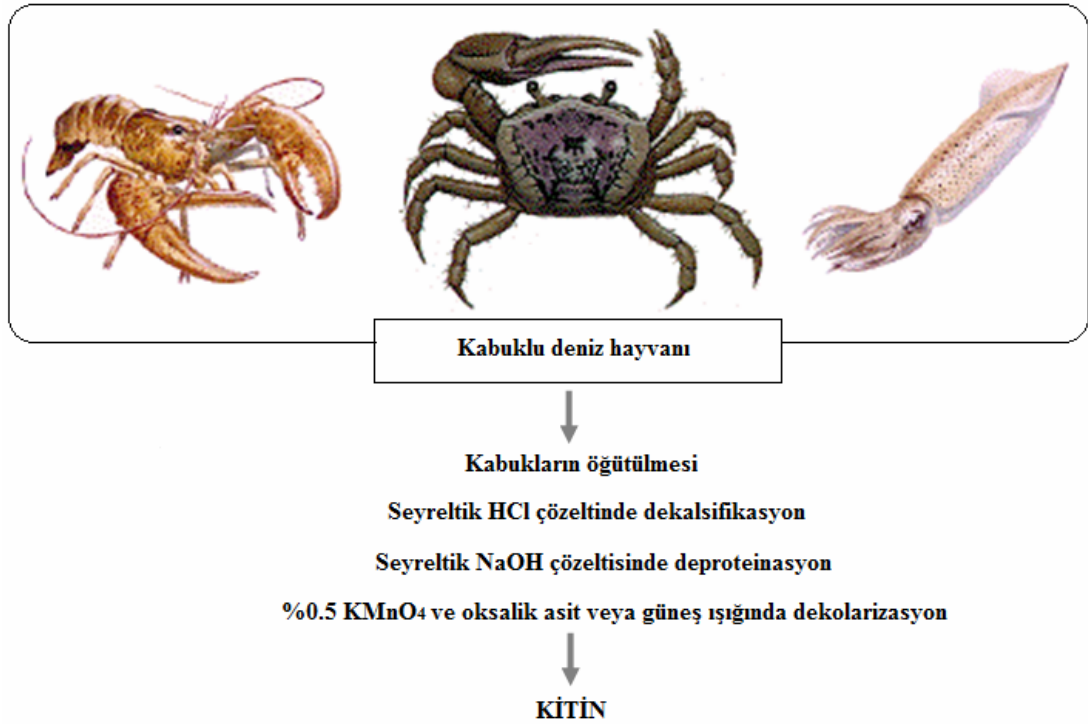 Kabuklu deniz hayvanı
Kabukların öğütülmesi
Seyreltik HCl çözeltinde dekalsifikasyon
Seyreltik NaOH çözeltisinde deproteinasyon
%0.5 KMnO4 ve oksalik asit veya güneş ışığında dekolarizasyon
KİTİN